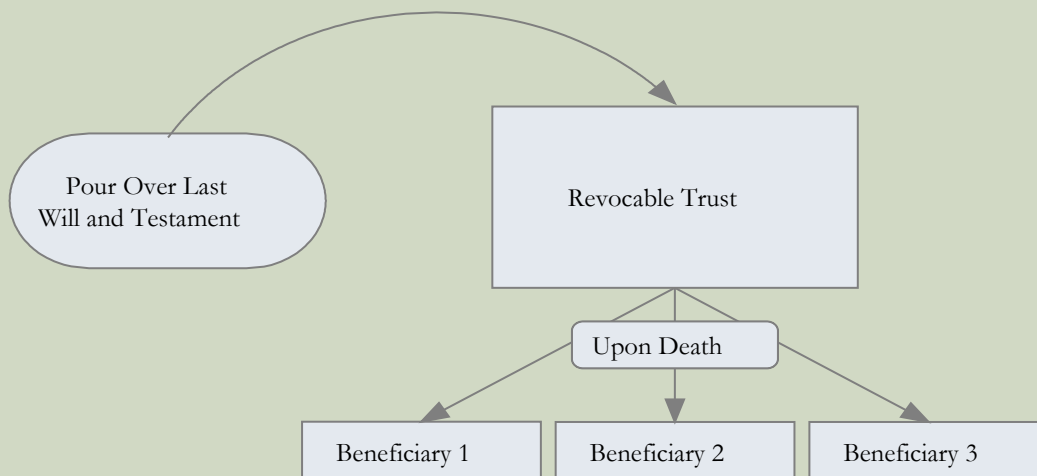 Pour Over Last
Will and Testament
Revocable Trust
Upon Death
Beneficiary 1
Beneficiary 2
Beneficiary 3